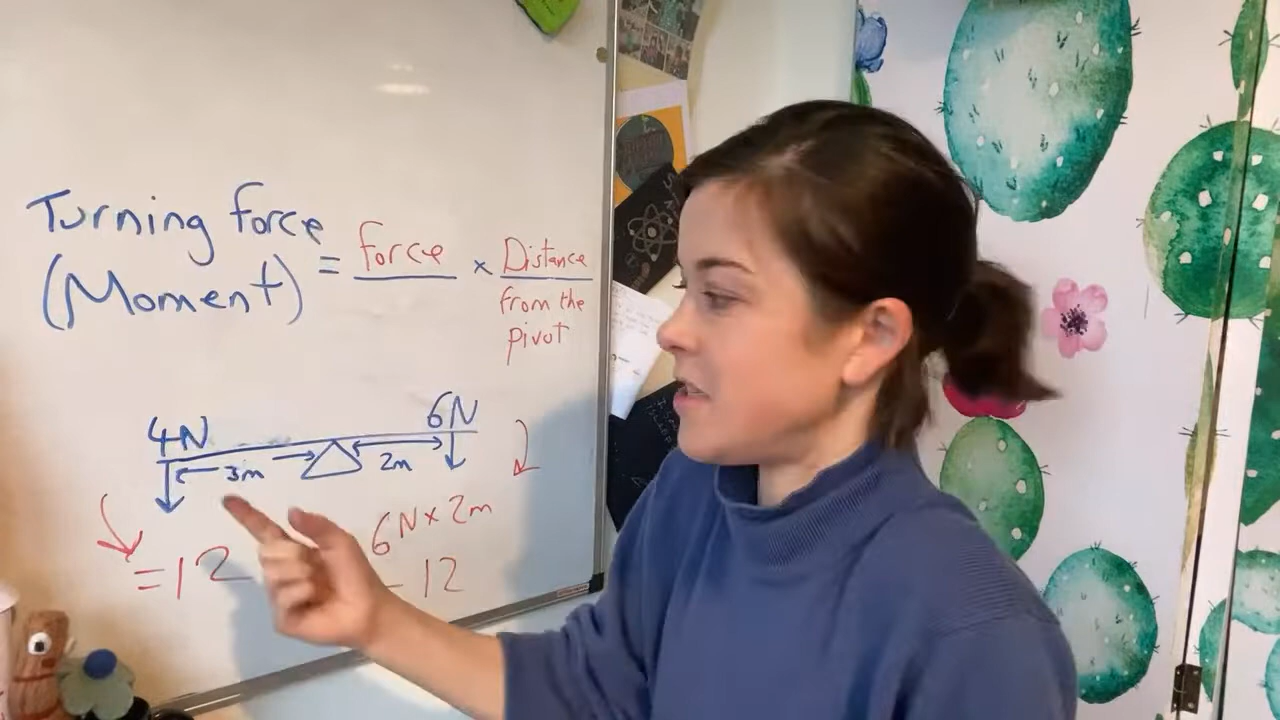 Turning force
(Moment)
= force × Distance
from the
pivot
4N
6N
3m
2m
6N × 2m
= 12
12